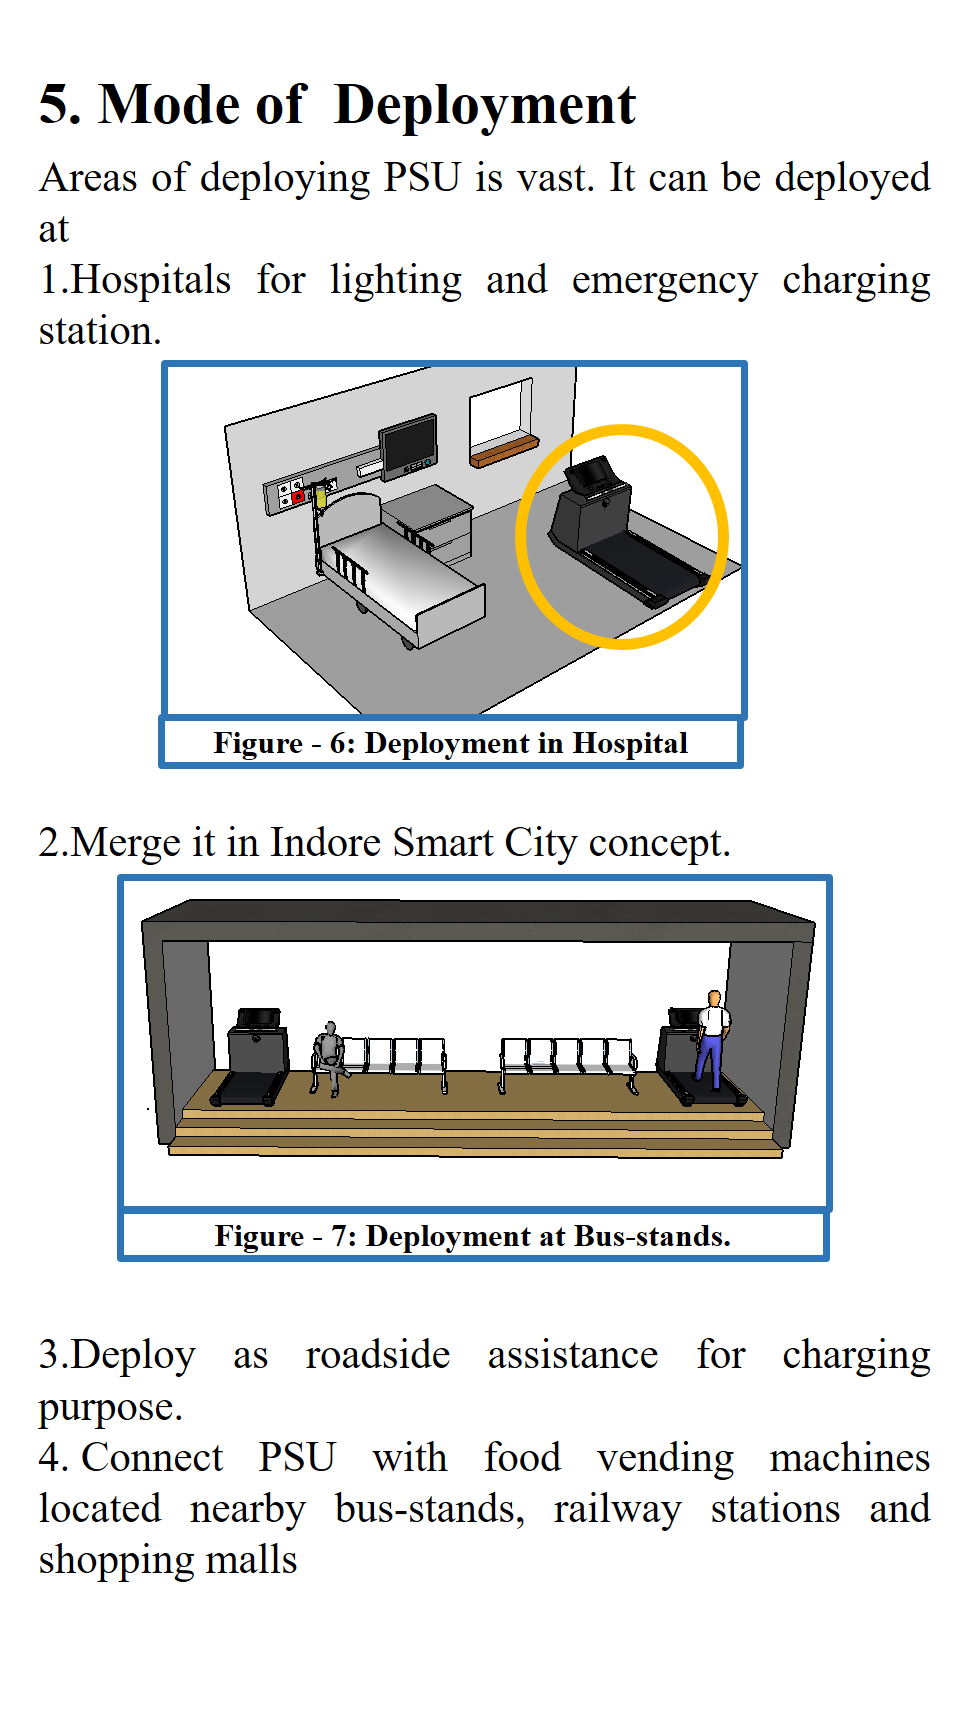 5. Mode of Deployment
Areas of deploying PSU is vast. It can be deployed
at
1.Hospitals for lighting and emergency charging
station.
Figure - 6: Deployment in Hospital
2.Merge it in Indore Smart City concept.
Figure - 7: Deployment at Bus-stands.
3.Deploy as roadside assistance for charging
purpose.
4. Connect PSU with food vending machines
located nearby bus-stands, railway stations and
shopping malls